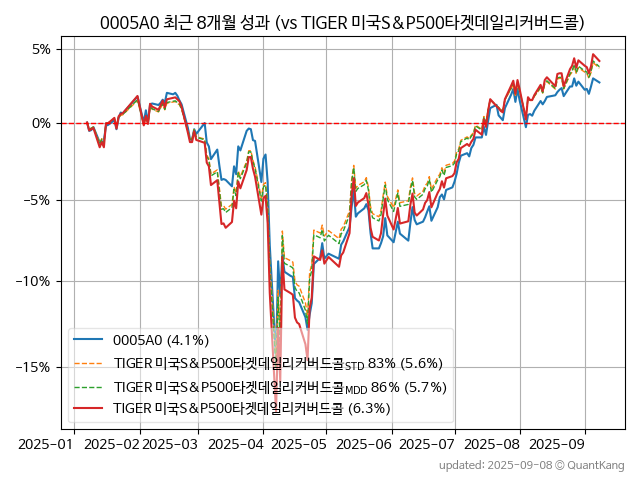 0005A0 최근 8개월 성과 (vs TIGER 미국S&P500타겟데일리커버드콜)
5%
0%
−5%
−10%
−15%
0005A0 (4.1%)
TIGER 미국S&P500타겟데일리커버드콜STD 83% (5.6%)
TIGER 미국S&P500타겟데일리커버드콜MDD 86% (5.7%)
TIGER 미국S&P500타겟데일리커버드콜 (6.3%)
2025-01 2025-02 2025-03 2025-04 2025-05 2025-06 2025-07 2025-08 2025-09
updated: 2025-09-08 © QuantKang